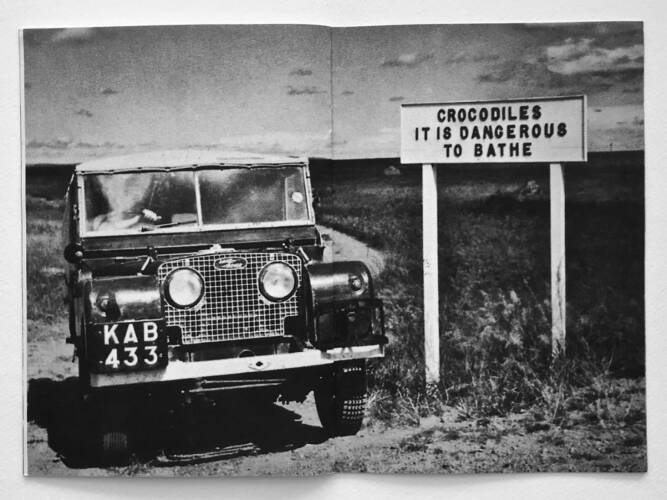 CROCODILES
IT IS DANGEROUS
TO BATHE
KAB
433